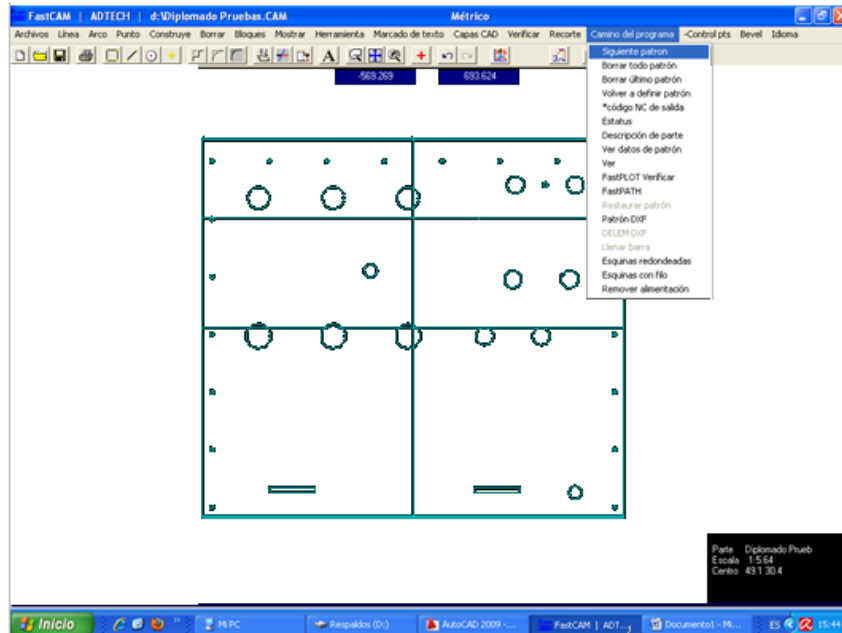 FastCAM | ADTECH | d:\Diplomado Pruebas.CAM Métrico
Archivos Línea Arco Punto Construye Borrar Bloques Mostrar Herramienta Marcado de texto Capas CAD Verificar Recorte Camino del programa -Control pts Bevel Idioma
-569.269 693.624
Siguiente patron
Borrar todo patrón
Borrar último patrón
Volver a definir patrón
*código NC de salida
Estatus
Descripción de parte
Ver datos de patrón
Ver
FastPLOT Verificar
FastPATH
Restaurar patrón
Patrón DXF
DELEM DXF
Llenar barra
Esquinas redondeadas
Esquinas con filo
Remover alimentación
Parte Diplomado Prueb
Escala 1:5.64
Centro 49.1 30.4
Inicio MI PC Respaldos (D:) AutoCAD 2009 -... FastCAM | ADT... Documento1 - Mi... ES 15:44